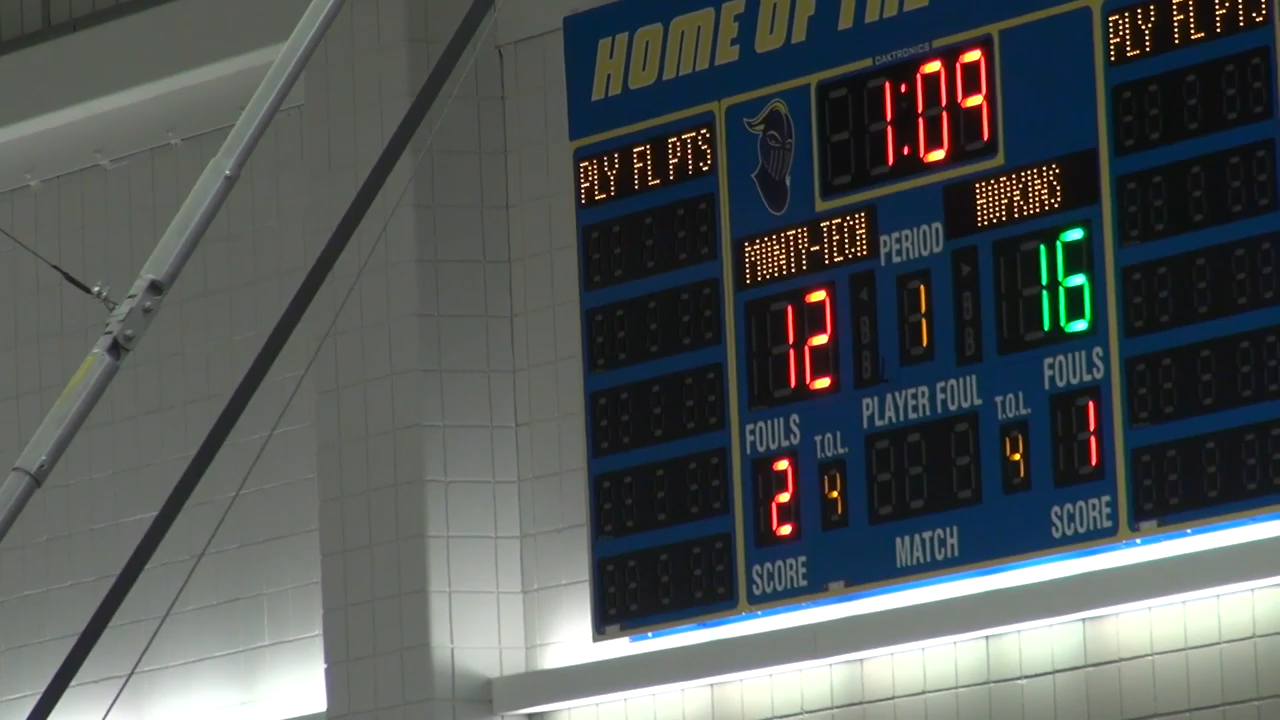 HOME OF THE
DAKTRONICS
PLY FL PTS
1:09
PLY FL PTS
MONTY-TECH
PERIOD
HOPKINS
12
1
16
FOULS
T.O.L.
PLAYER FOUL
T.O.L.
FOULS
2
4
4
1
SCORE
MATCH
SCORE